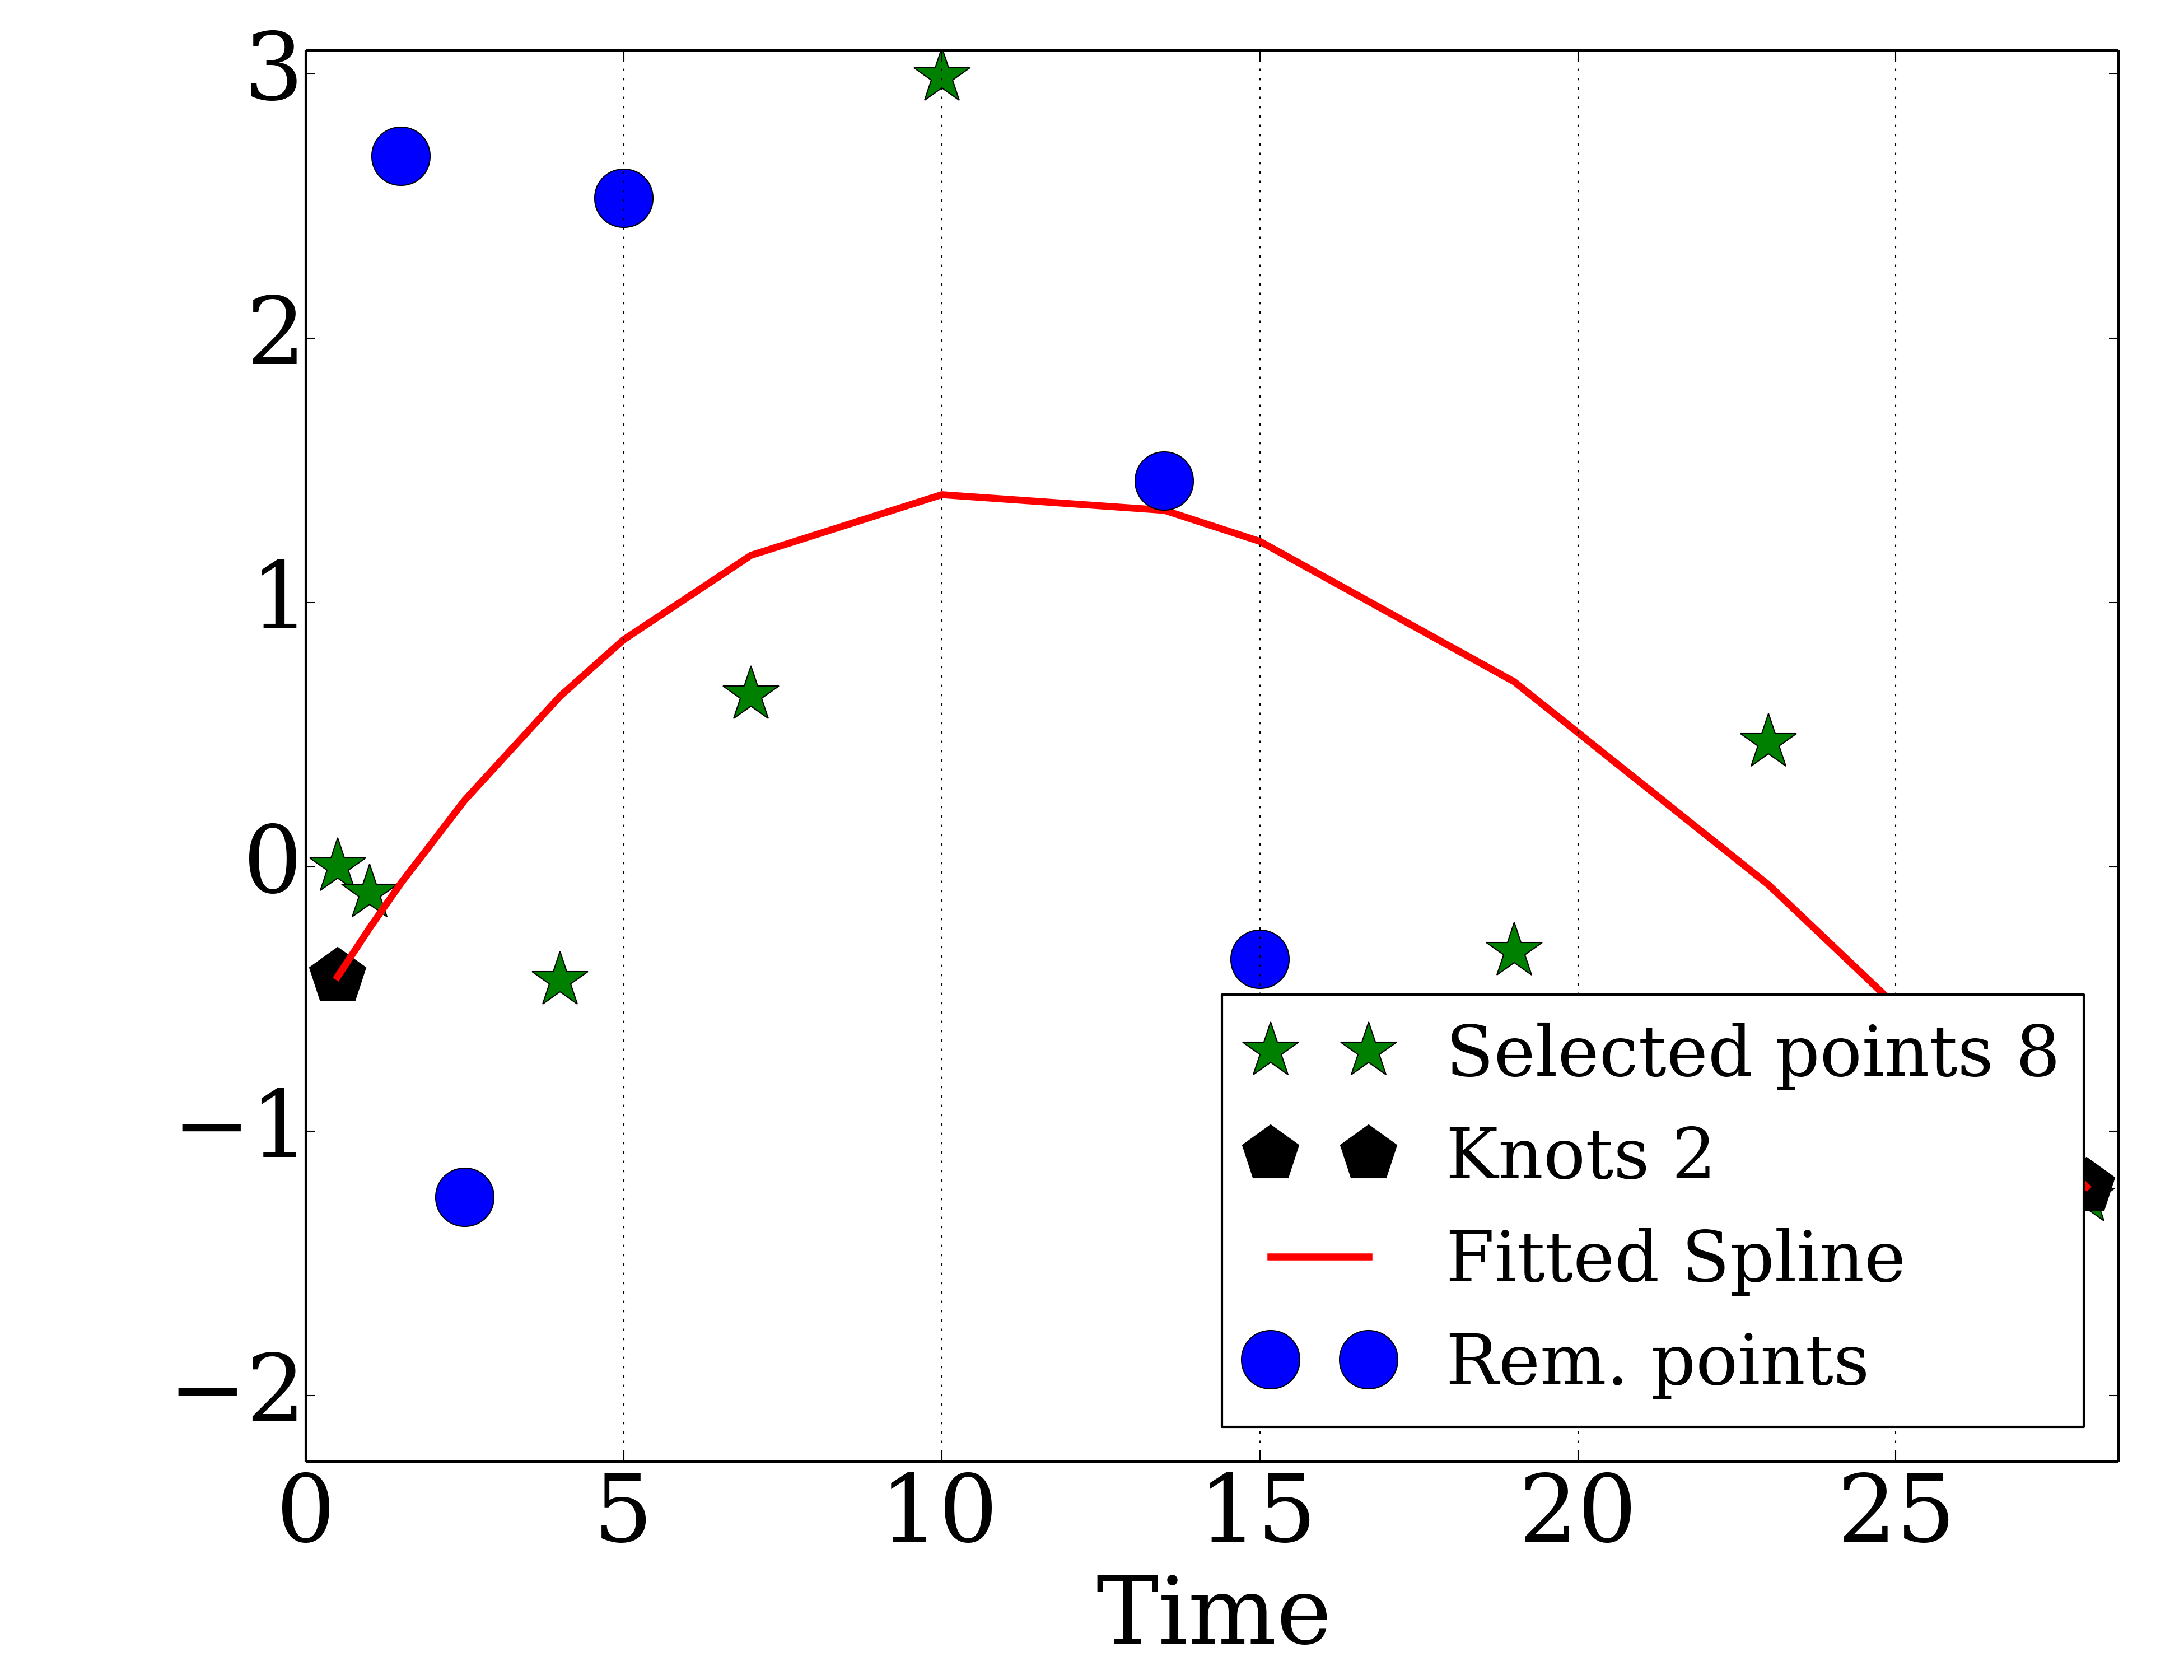 3
2
1
0
−1
−2
0 5 10 15 20 25
Time
Selected points 8
Knots 2
Fitted Spline
Rem. points